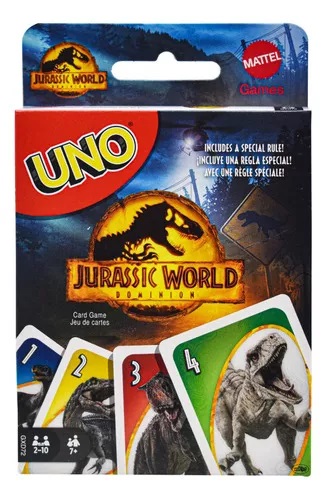 JURASSIC WORLD
DOMINION
MATTEL
Games
UNO
INCLUDES A SPECIAL RULE!
¡INCLUYE UNA REGLA ESPECIAL!
AVEC UNE RÈGLE SPÉCIALE!
JURASSIC WORLD
DOMINION
Card Game
Jeu de cartes
1
2
3
4
GXD72
2-10
7+